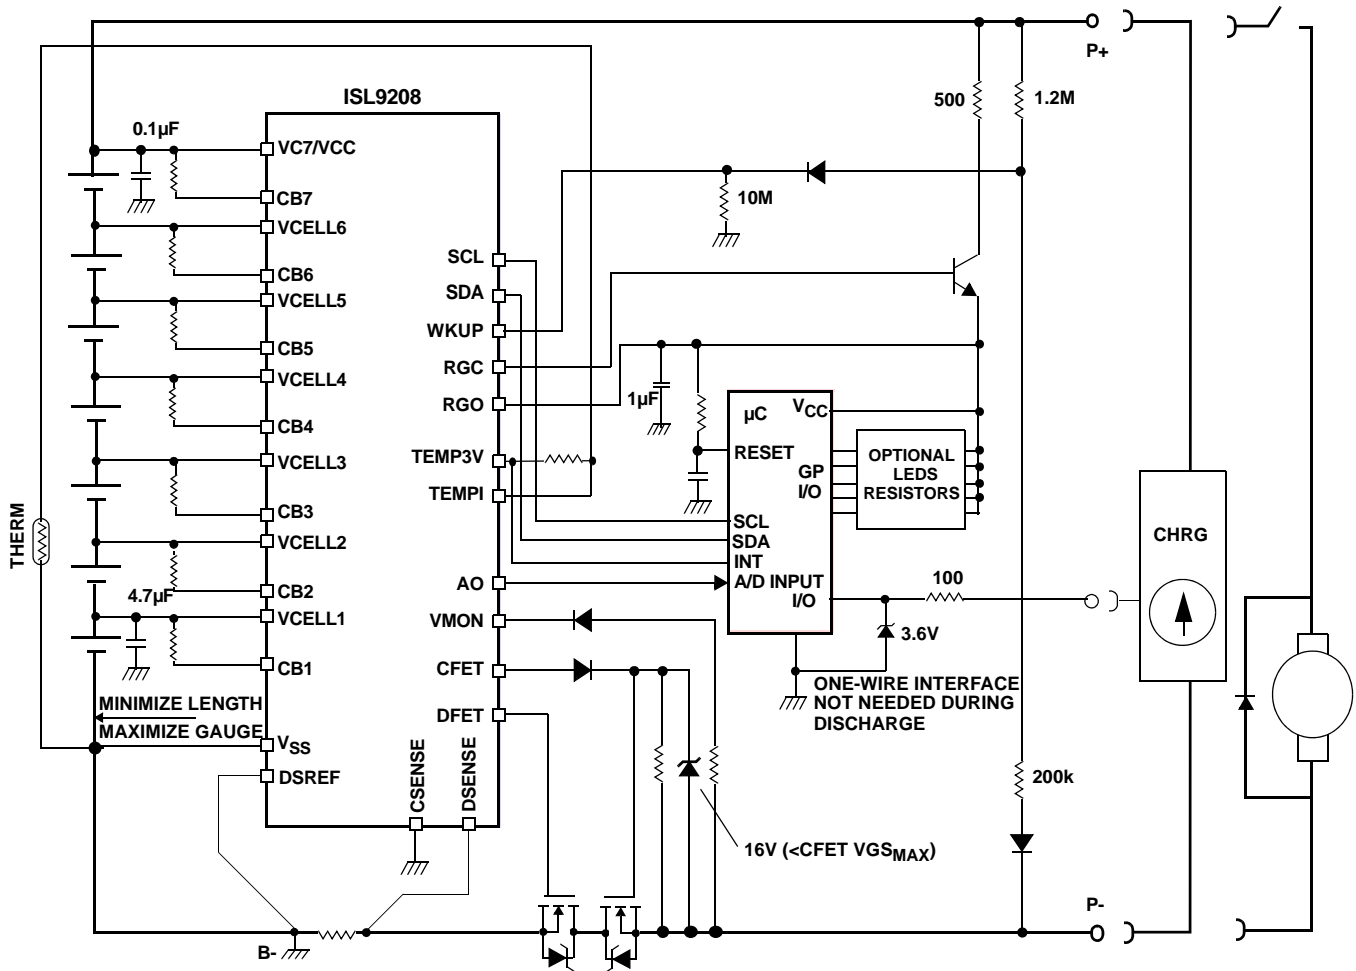 P+
ISL9208
500
1.2M
0.1µF
VC7/VCC
CB7
10M
VCELL6
SCL
CB6
SDA
VCELL5
WKUP
CB5
RGC
VCELL4
RGO
1µF
µC
VCC
CB4
RESET
OPTIONAL
LEDS
RESISTORS
GP
I/O
TEMP3V
VCELL3
TEMPI
CB3
SCL
SDA
INT
A/D INPUT
I/O
THERM
VCELL2
CHRG
AO
100
CB2
4.7µF
VCELL1
VMON
3.6V
CB1
CFET
ONE-WIRE INTERFACE
NOT NEEDED DURING
DISCHARGE
MINIMIZE LENGTH
MAXIMIZE GAUGE
DFET
VSS
DSREF
CSENSE
DSENSE
200k
16V (<CFET VGSMAX)
P-
B-